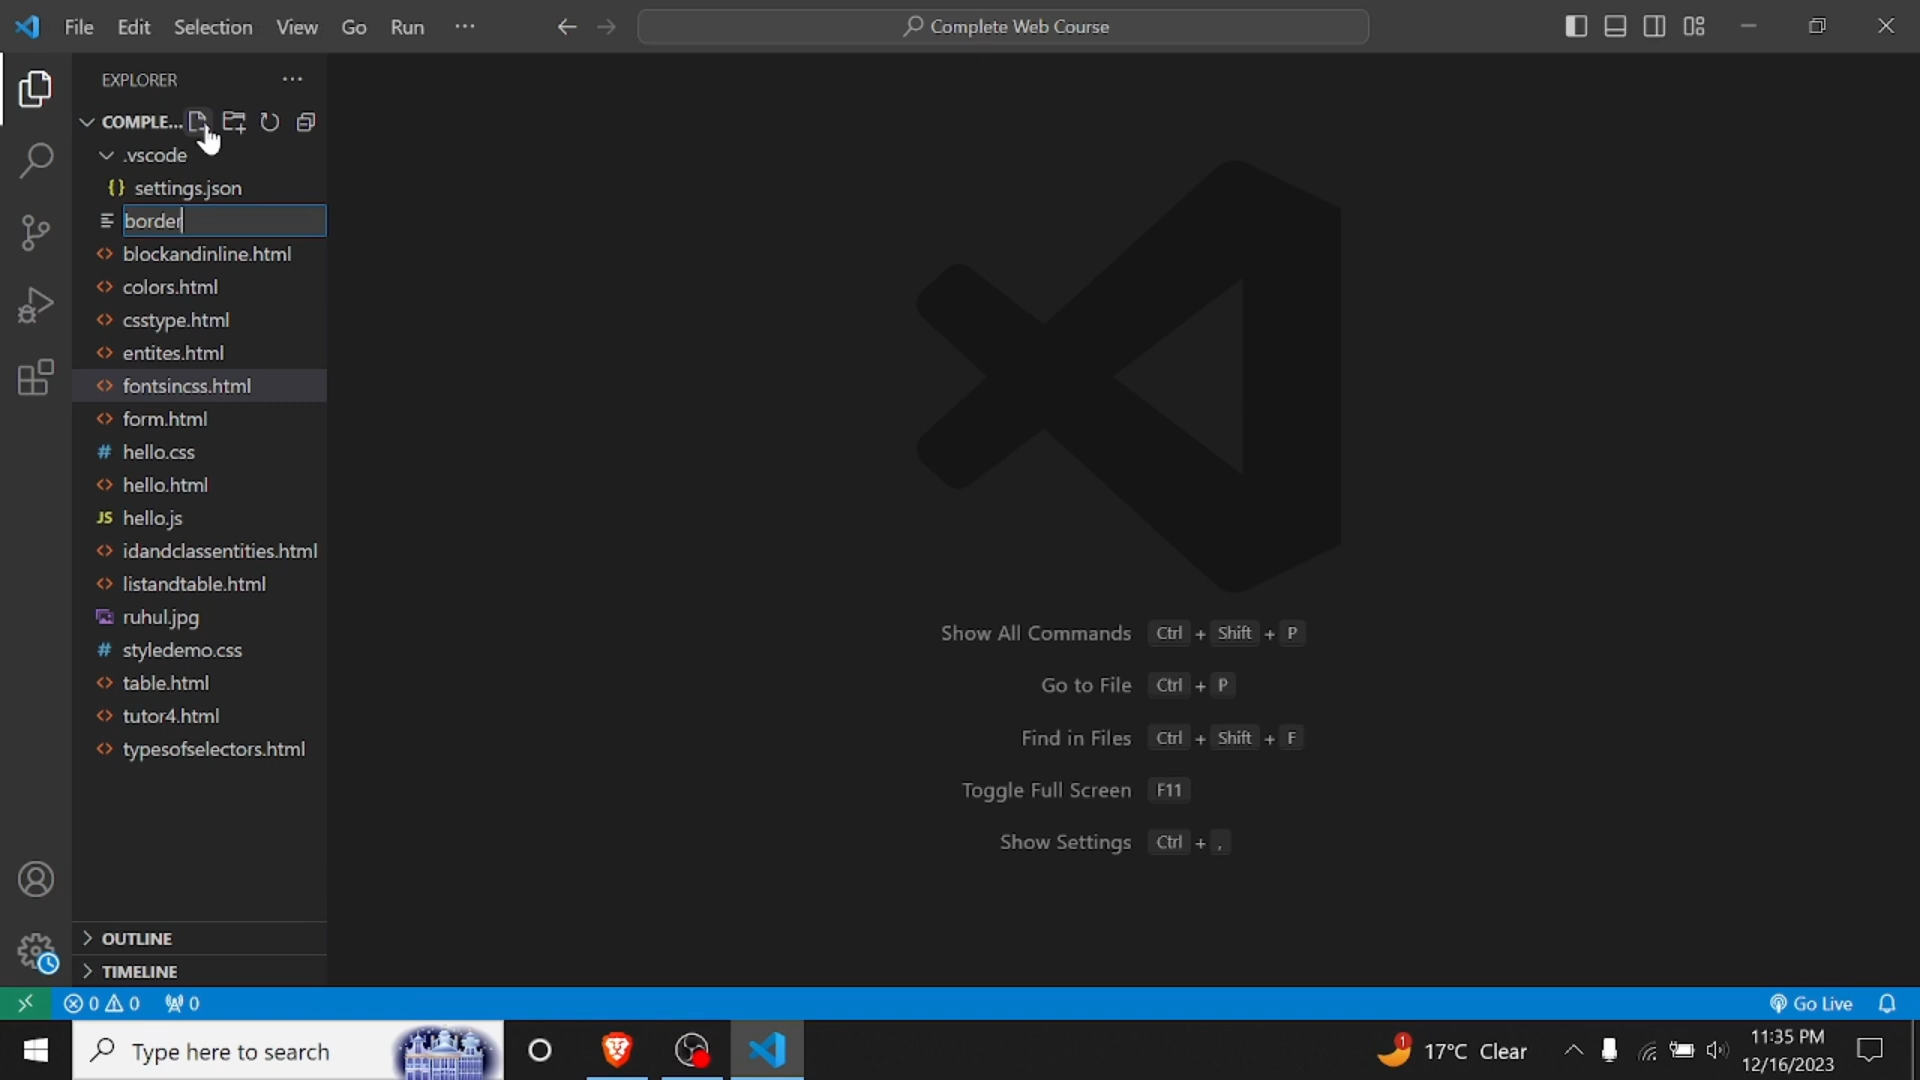 File Edit Selection View Go Run ··· Complete Web Course
EXPLORER ···
COMPLE...
.vscode
{} settings.json
border
<> blockandinline.html
<> colors.html
<> csstype.html
<> entites.html
<> fontsincss.html
<> form.html
# hello.css
<> hello.html
JS hello.js
<> idandclassentities.html
<> listandtable.html
ruhul.jpg
# styledemo.css
<> table.html
<> tutor4.html
<> typesofselectors.html
Show All Commands Ctrl + Shift + P
Go to File Ctrl + P
Find in Files Ctrl + Shift + F
Toggle Full Screen F11
Show Settings Ctrl + ,
OUTLINE
TIMELINE
0 0 0 Go Live
Type here to search
1 17°C Clear
11:35 PM
12/16/2023